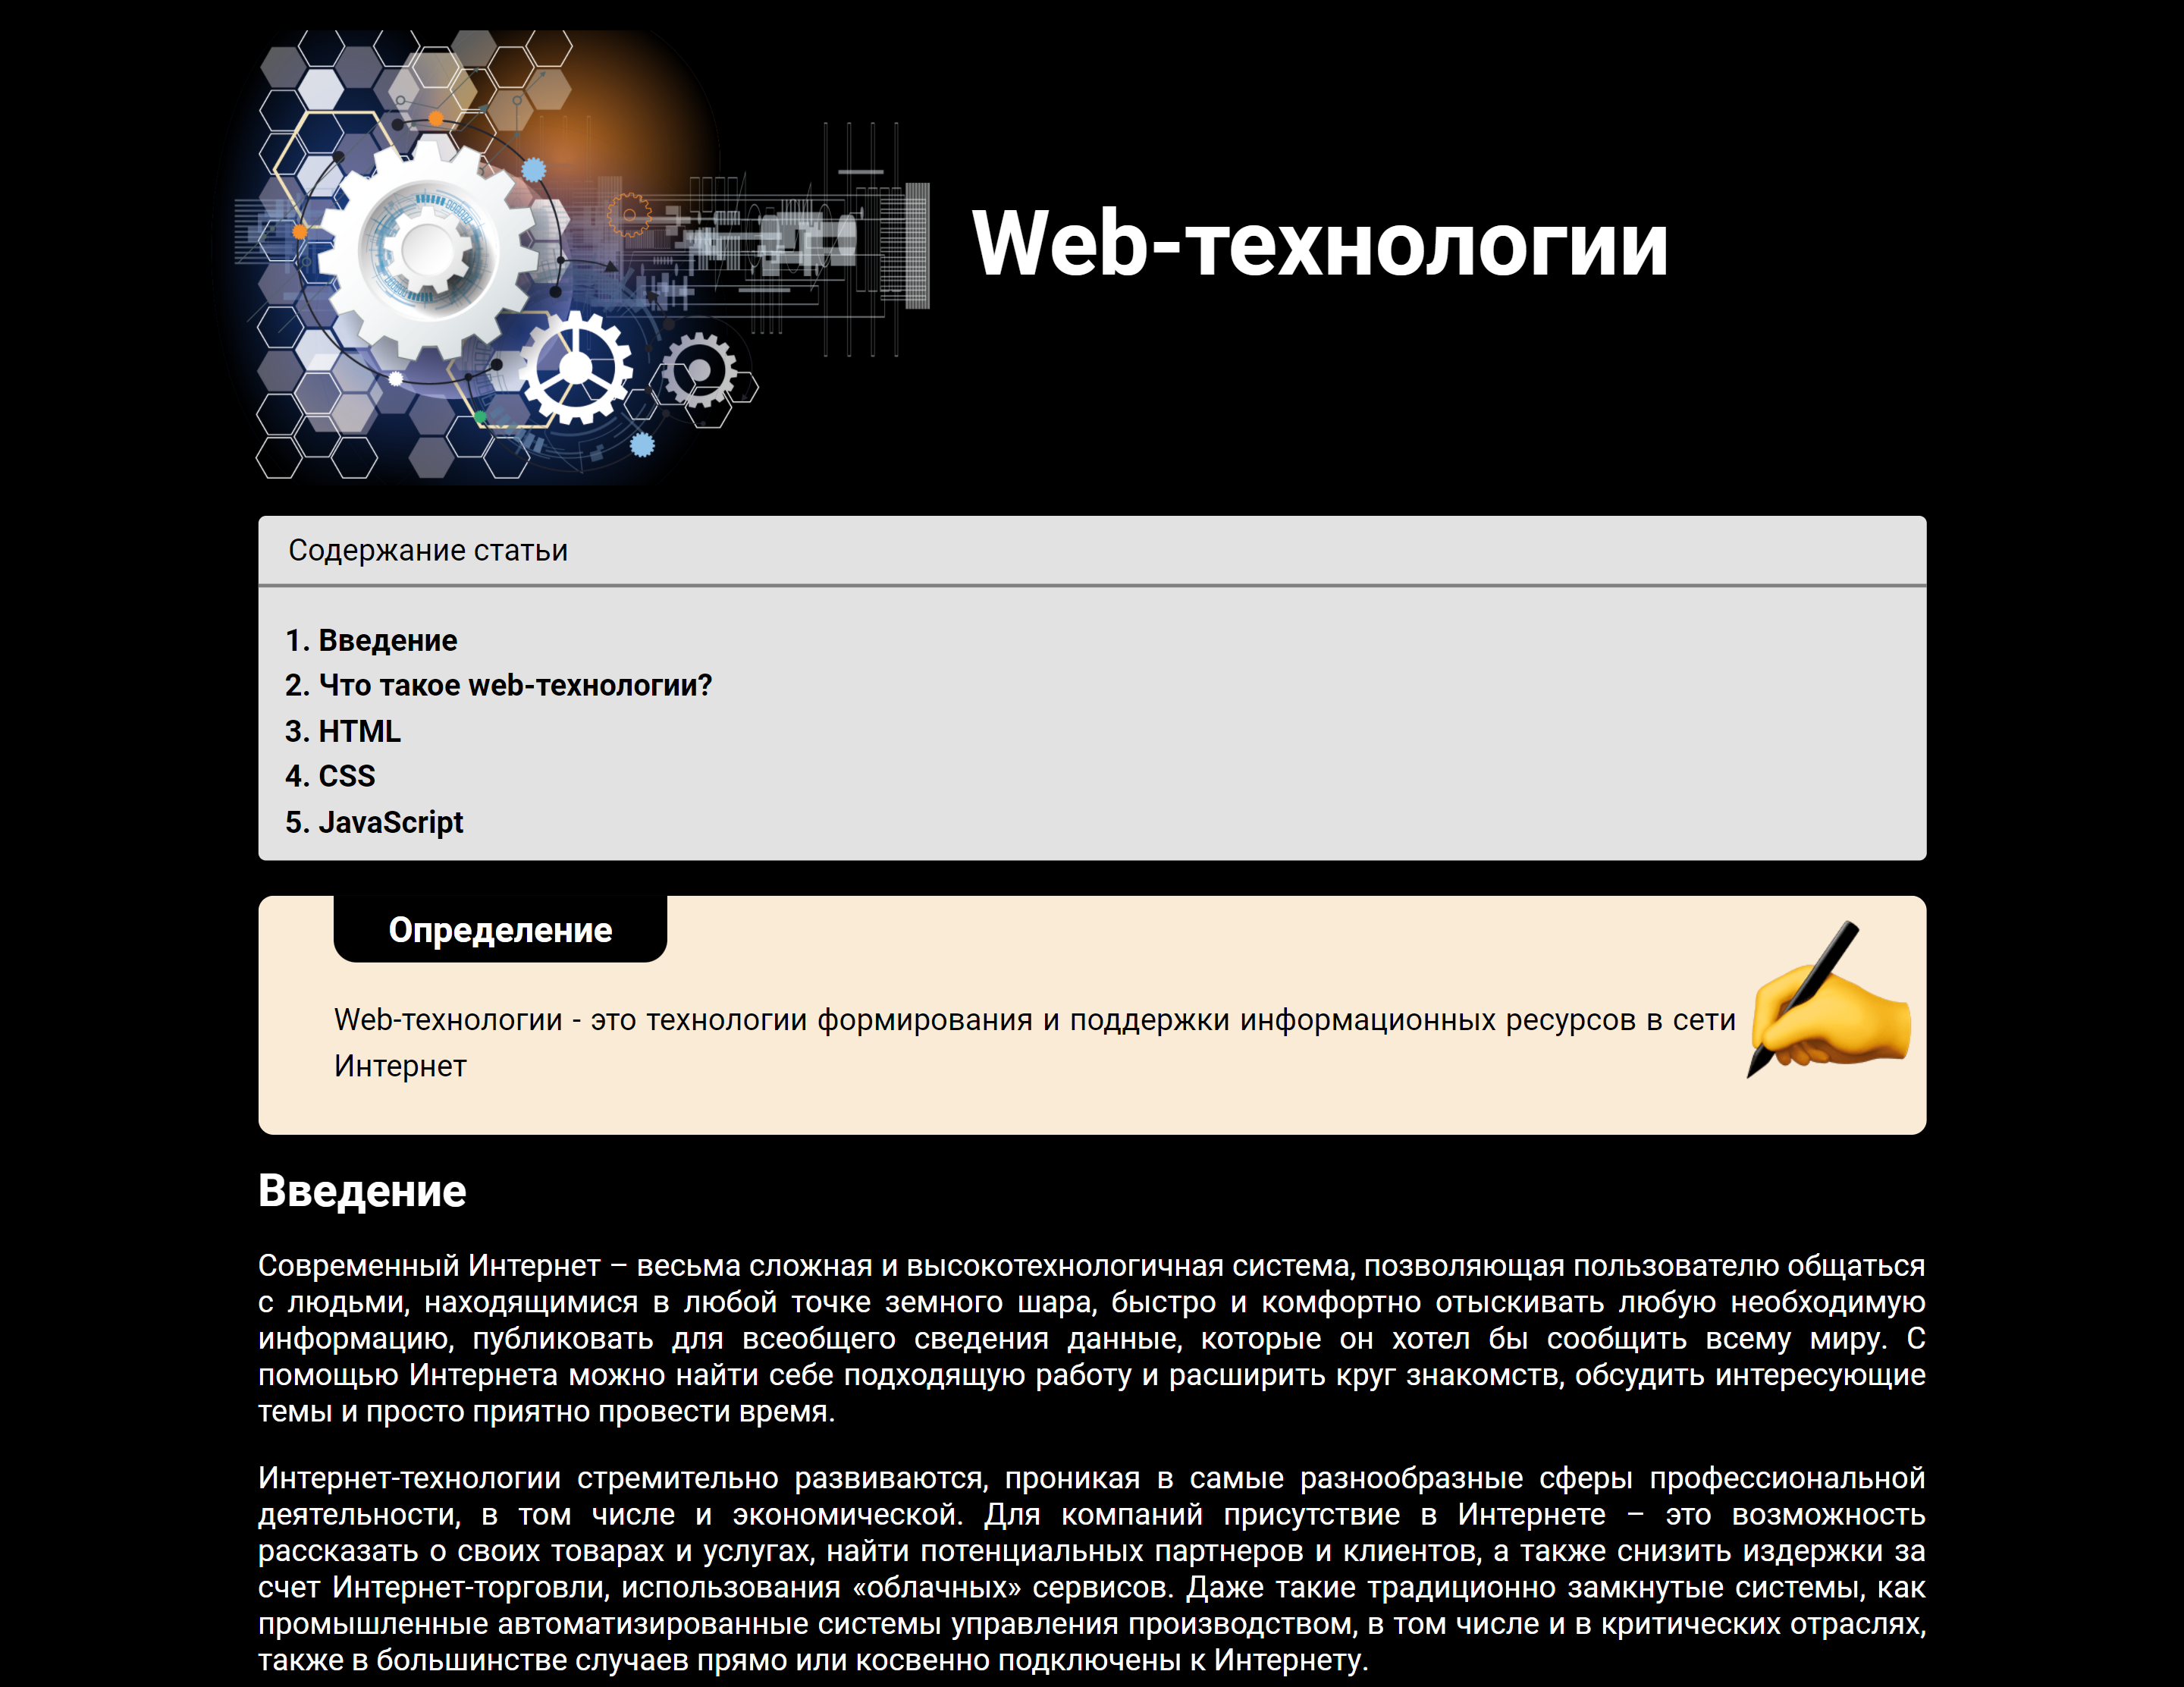 Web-технологии
Содержание статьи
1. Введение
2. Что такое web-технологии?
3. HTML
4. CSS
5. JavaScript
Определение
Web-технологии - это технологии формирования и поддержки информационных ресурсов в сети
Интернет
Введение
Современный Интернет – весьма сложная и высокотехнологичная система, позволяющая пользователю общаться
с людьми, находящимися в любой точке земного шара, быстро и комфортно отыскивать любую необходимую
информацию, публиковать для всеобщего сведения данные, которые он хотел бы сообщить всему миру. С
помощью Интернета можно найти себе подходящую работу и расширить круг знакомств, обсудить интересующие
темы и просто приятно провести время.
Интернет-технологии стремительно развиваются, проникая в самые разнообразные сферы профессиональной
деятельности, в том числе и экономической. Для компаний присутствие в Интернете – это возможность
рассказать о своих товарах и услугах, найти потенциальных партнеров и клиентов, а также снизить издержки за
счет Интернет-торговли, использования «облачных» сервисов. Даже такие традиционно замкнутые системы, как
промышленные автоматизированные системы управления производством, в том числе и в критических отраслях,
также в большинстве случаев прямо или косвенно подключены к Интернету.